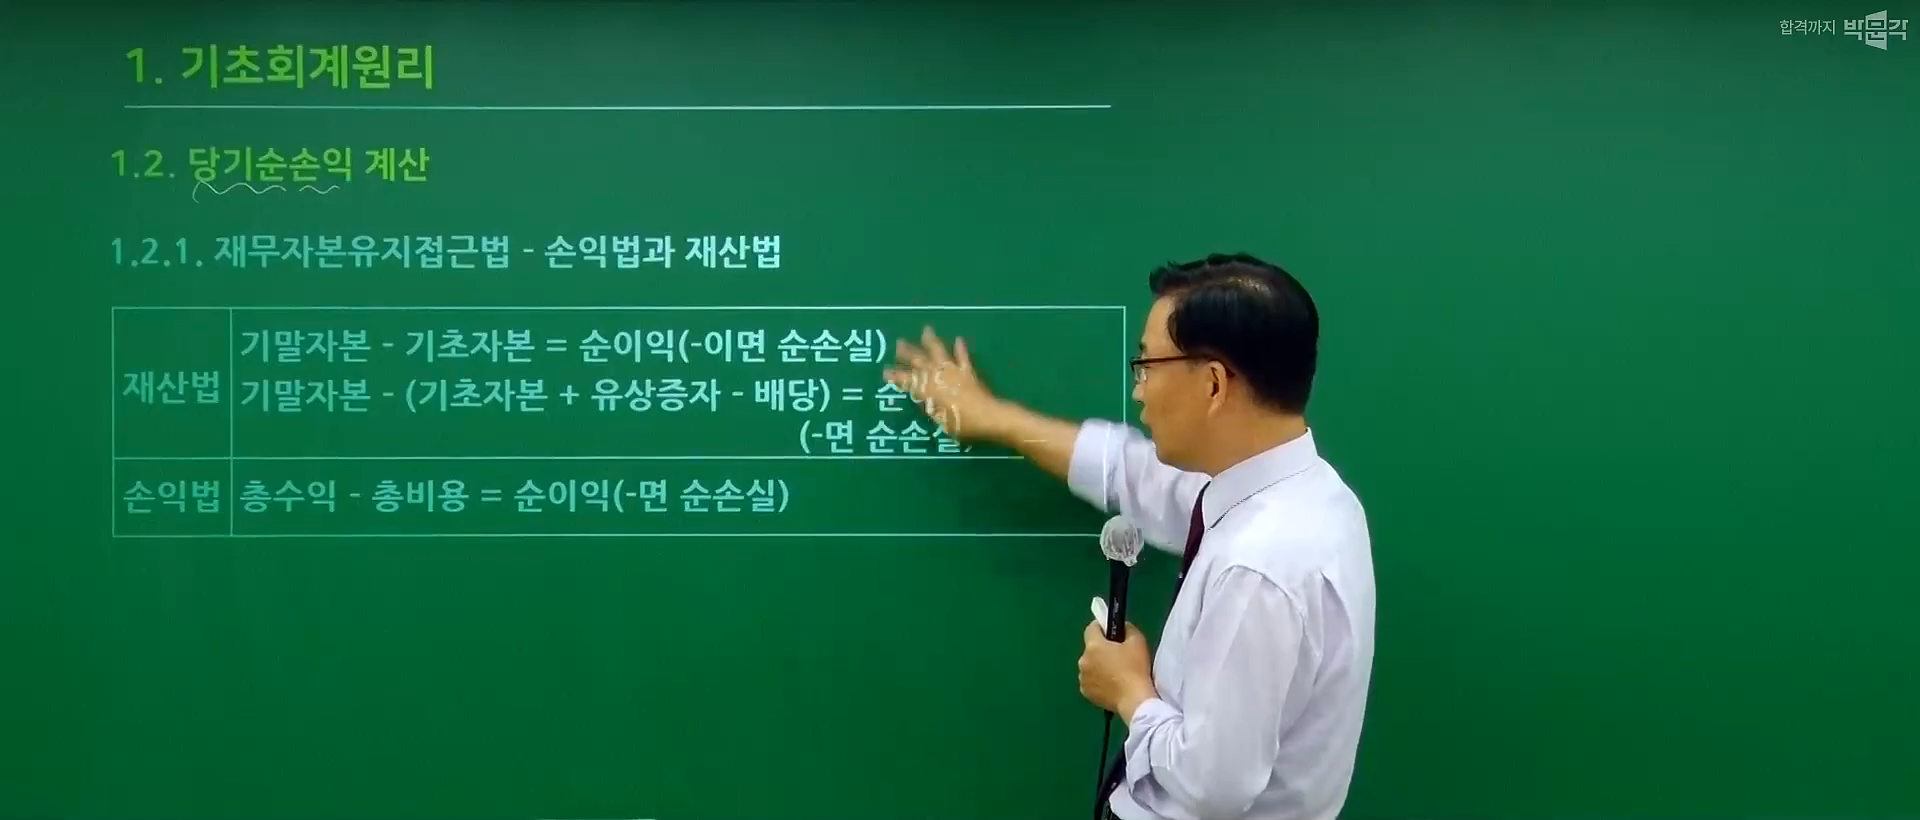 합격까지 박문각
1. 기초회계원리
1.2. 당기순손익 계산
1.2.1. 재무자본유지접근법 - 손익법과 재산법
재산법
기말자본 - 기초자본 = 순이익(-이면 순손실)
기말자본 - (기초자본 + 유상증자 - 배당) = 순이익
(-면 순손실)
손익법
총수익 - 총비용 = 순이익(-면 순손실)